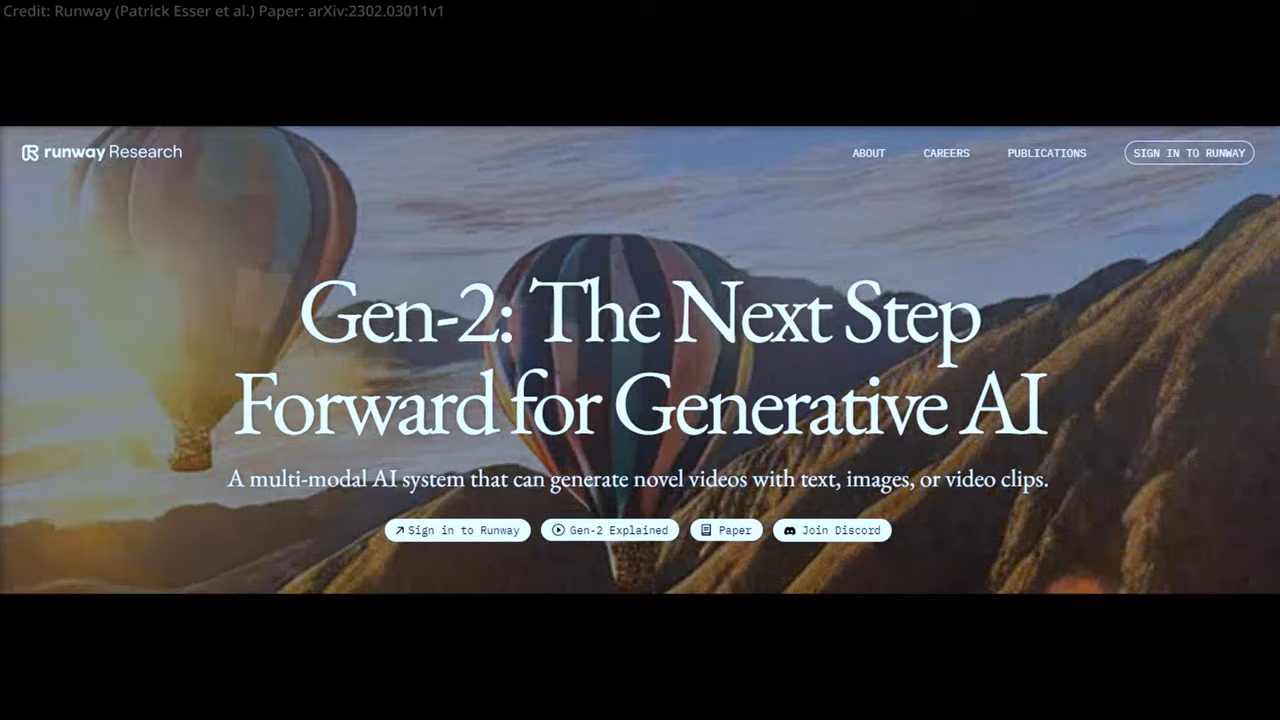 Credit: Runway (Patrick Esser et al.) Paper: arXiv:2302.03011v1
runway Research
ABOUT
CAREERS
PUBLICATIONS
SIGN IN TO RUNWAY
Gen-2: The Next Step
Forward for Generative AI
A multi-modal AI system that can generate novel videos with text, images, or video clips.
Sign in to Runway
Gen-2 Explained
Paper
Join Discord